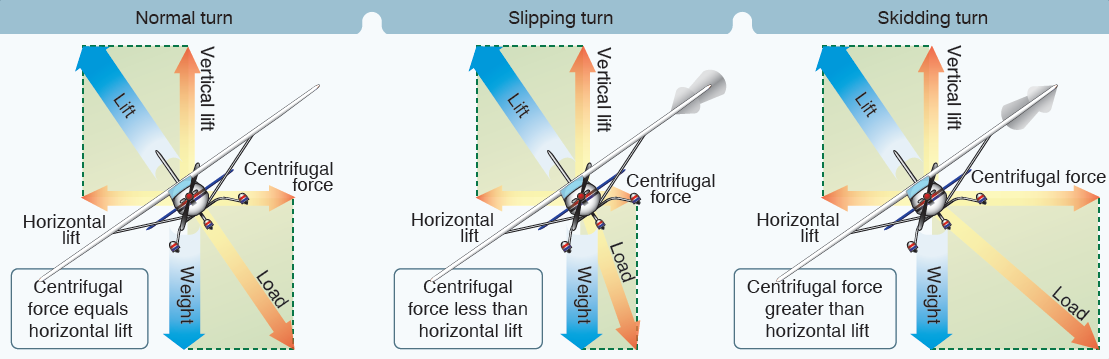 Normal turn
Lift
Vertical lift
Centrifugal
force
Horizontal
lift
Weight
Load
Centrifugal
force equals
horizontal lift
Slipping turn
Lift
Vertical lift
Centrifugal
force
Horizontal
lift
Weight
Load
Centrifugal
force less than
horizontal lift
Skidding turn
Lift
Vertical lift
Centrifugal force
Horizontal
lift
Weight
Load
Centrifugal force
greater than
horizontal lift